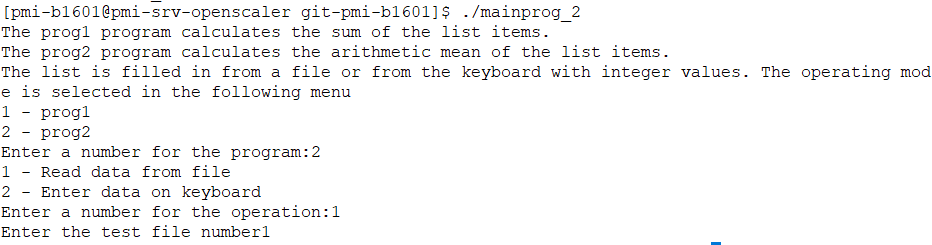 [pmi-b1601@pmi-srv-openscaler git-pmi-b1601]$ ./mainprog_2
The prog1 program calculates the sum of the list items.
The prog2 program calculates the arithmetic mean of the list items.
The list is filled in from a file or from the keyboard with integer values. The operating mod
e is selected in the following menu
1 - prog1
2 - prog2
Enter a number for the program:2
1 - Read data from file
2 - Enter data on keyboard
Enter a number for the operation:1
Enter the test file number1